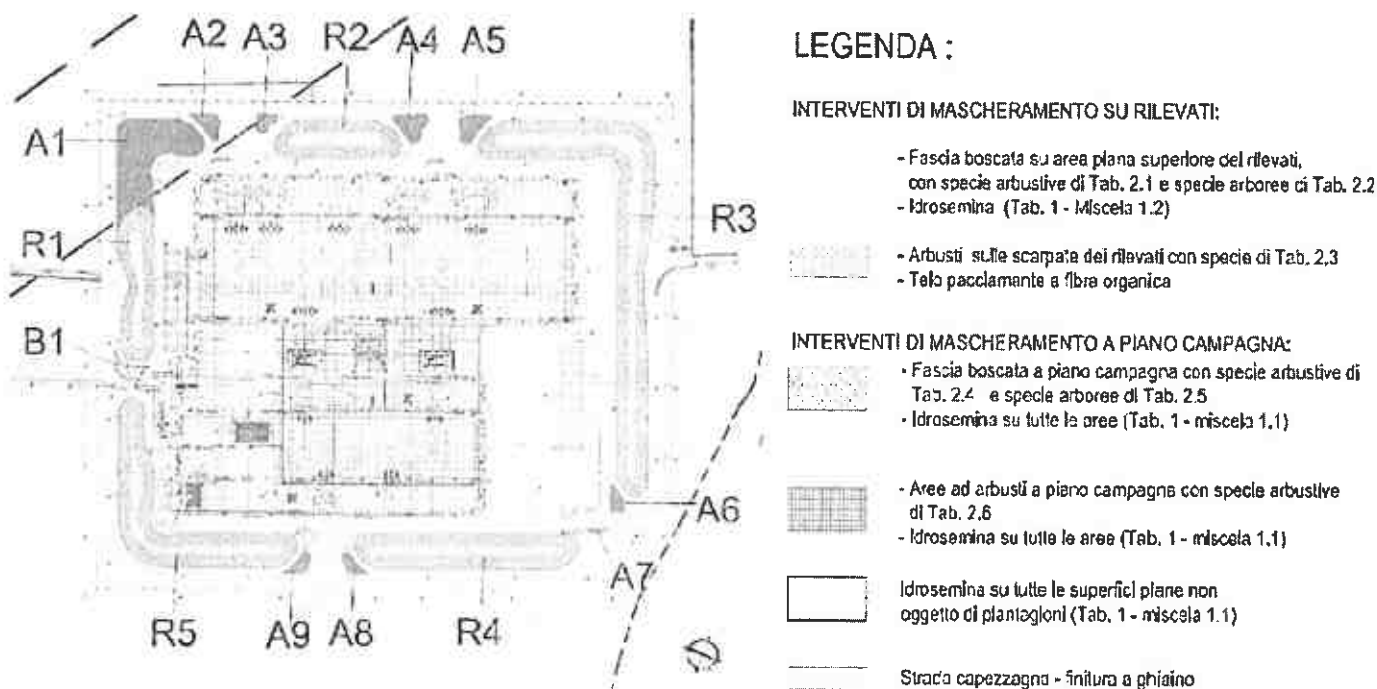 A2 A3 R2 A4 A5
A1
R3
R1
B1
A6
A7
R5 A9 A8 R4
LEGENDA :
INTERVENTI DI MASCHERAMENTO SU RILEVATI:
- Fascia boscata su area piana superiore dei rilevati,
con specie arbustive di Tab. 2.1 e specie arboree di Tab. 2.2
- Idrosemina (Tab. 1 - Miscela 1.2)
- Arbusti sulle scarpate dei rilevati con specie di Tab. 2.3
- Telo pacciamante a fibra organica
INTERVENTI DI MASCHERAMENTO A PIANO CAMPAGNA:
- Fascia boscata a piano campagna con specie arbustive di
Tab. 2.4 e specie arboree di Tab. 2.5
- Idrosemina su tutte le aree (Tab. 1 - miscela 1.1)
- Aree ad arbusti a piano campagna con specie arbustive
di Tab. 2.6
- Idrosemina su tutte le aree (Tab. 1 - miscela 1.1)
Idrosemina su tutte le superfici piane non
oggetto di piantagioni (Tab. 1 - miscela 1.1)
Strada capezzagna - finitura a ghiaino